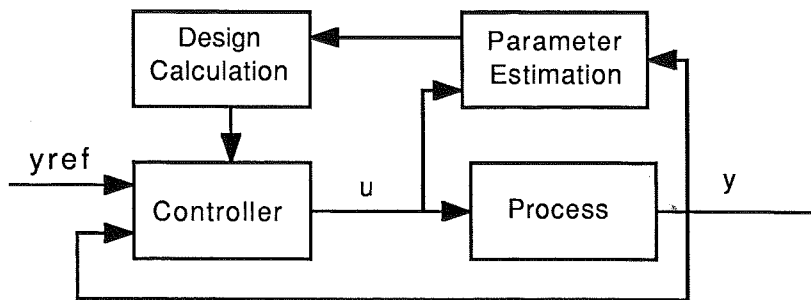 Design
Calculation
Parameter
Estimation
yref
u
y
Controller
Process